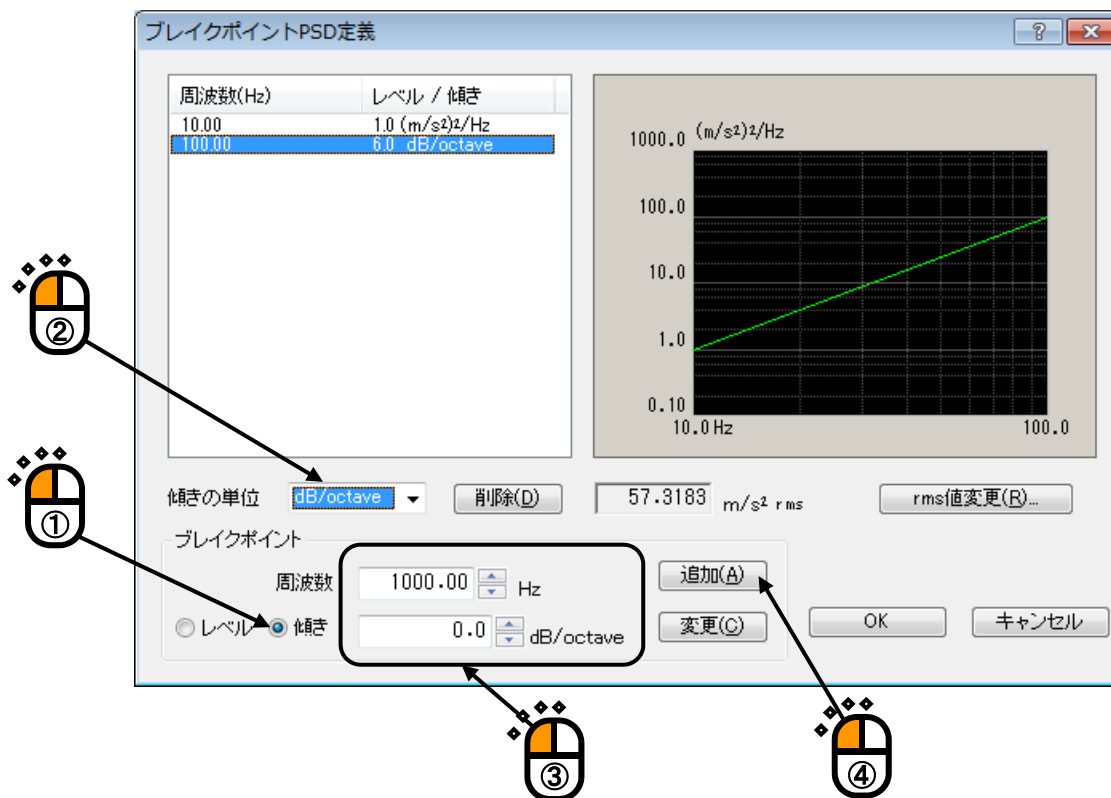 ブレイクポイントPSD定義
周波数(Hz) レベル / 傾き
10.00 1.0 (m/s²)²/Hz
100.00 6.0 dB/octave
(m/s²)²/Hz
1000.0
100.0
10.0
1.0
0.10
10.0 Hz 100.0
②
①
傾きの単位 dB/octave 削除(D) 57.3183 m/s² rms rms値変更(R)...
ブレイクポイント
周波数 1000.00 Hz 追加(A)
レベル 傾き 0.0 dB/octave 変更(C) OK キャンセル
③
④